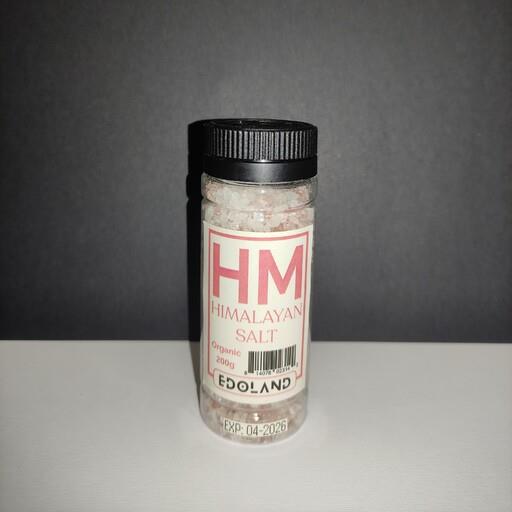 HM
HIMALAYAN
SALT
Organic
200g
EDOLAND
EXP: 04-2026